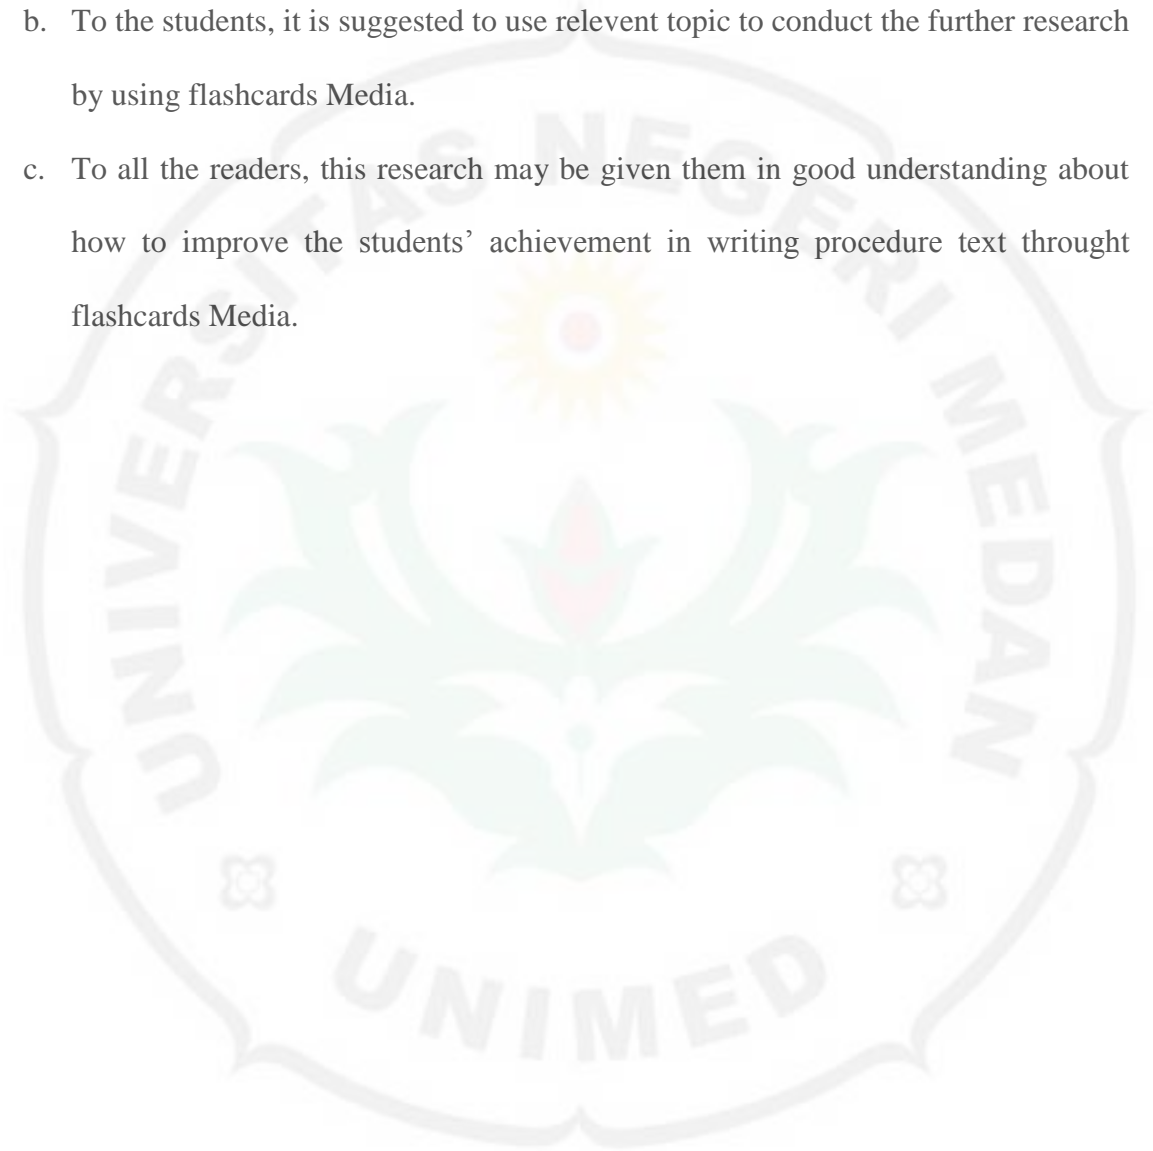 b. To the students, it is suggested to use relevent topic to conduct the further research
by using flashcards Media.
c. To all the readers, this research may be given them in good understanding about
how to improve the students’ achievement in writing procedure text throught
flashcards Media.
UNIVERSITAS NEGERI MEDAN
UNIMED